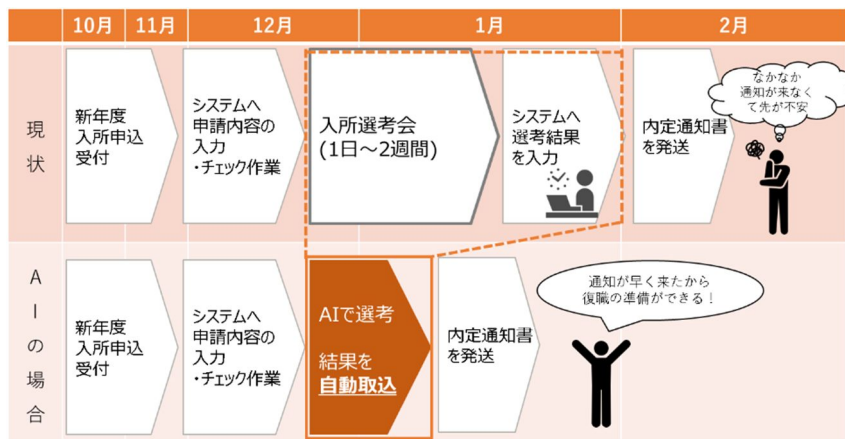 10月
11月
12月
1月
2月
現状
新年度
入所申込
受付
システムへ
申請内容の
入力
・チェック作業
入所選考会
(1日～2週間)
システムへ
選考結果
を入力
内定通知書
を発送
なかなか
通知が来なく
て先が不安
AIの場合
新年度
入所申込
受付
システムへ
申請内容の
入力
・チェック作業
AIで選考
結果を
自動取込
内定通知書
を発送
通知が早く来たから
復職の準備ができる！